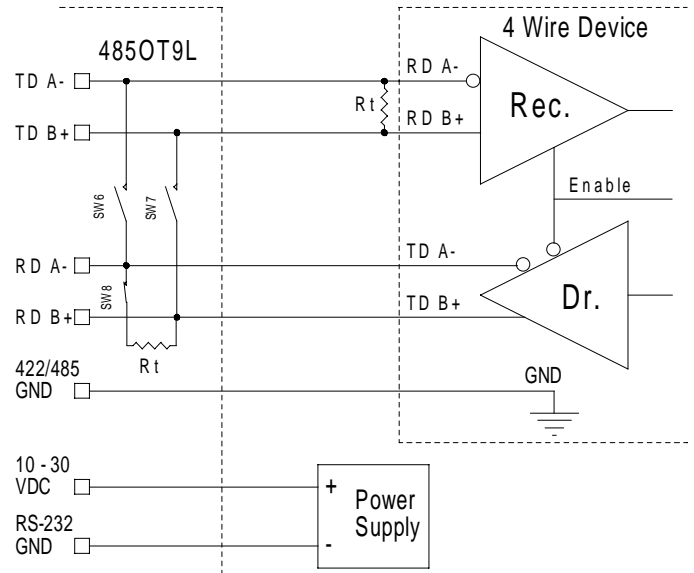 485OT9L
4 Wire Device
TD A-
RD A-
Rt
Rec.
TD B+
RD B+
SW6
SW7
Enable
RD A-
TD A-
SW8
Dr.
RD B+
TD B+
Rt
422/485
GND
GND
10 - 30
VDC
+
Power
Supply
RS-232
GND
-